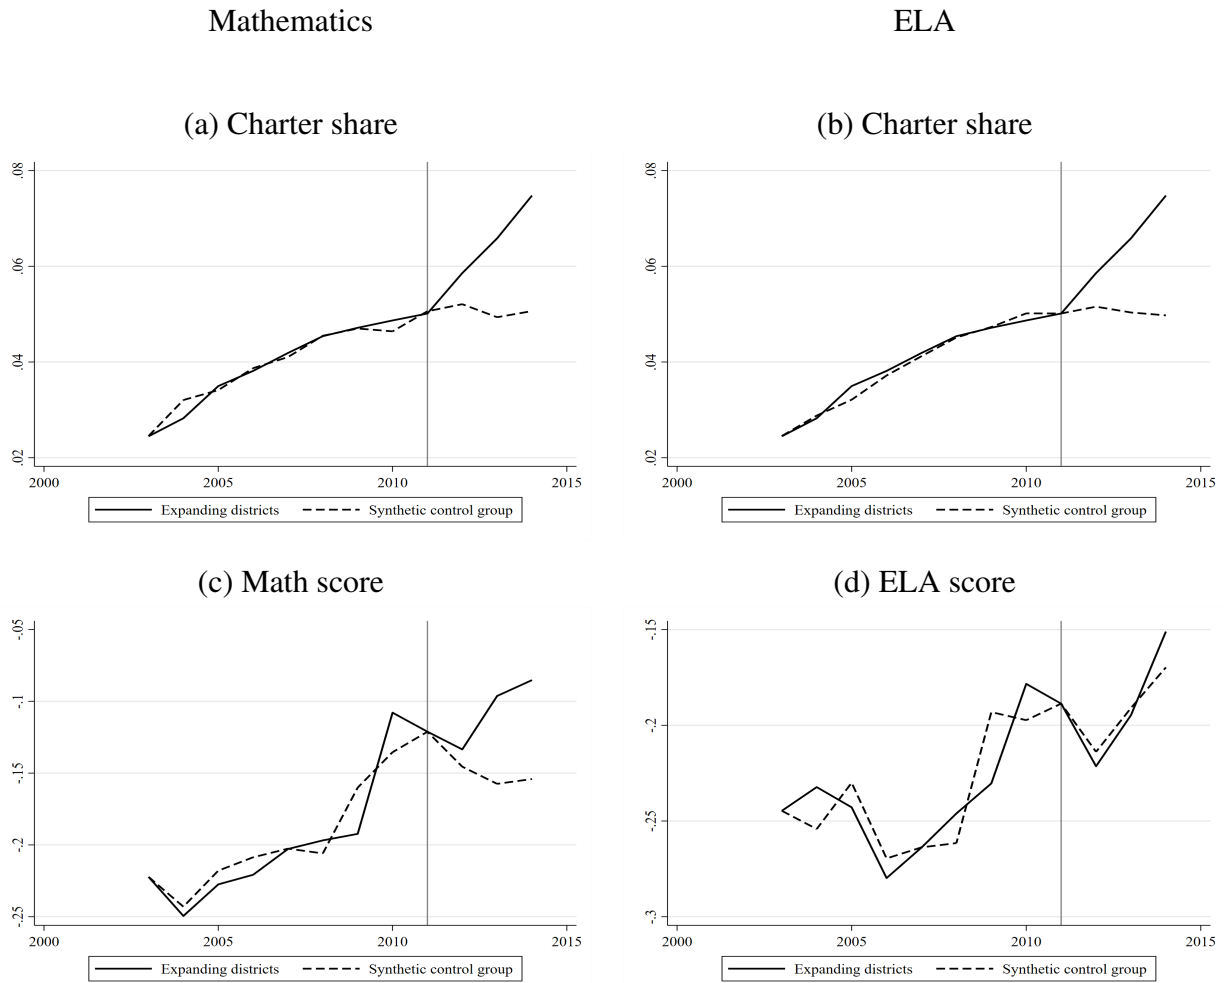 Mathematics
ELA
(a) Charter share
.08
.06
.04
.02
2000 2005 2010 2015
Expanding districts Synthetic control group
(b) Charter share
.08
.06
.04
.02
2000 2005 2010 2015
Expanding districts Synthetic control group
(c) Math score
-.05
-.1
-.15
-.2
-.25
2000 2005 2010 2015
Expanding districts Synthetic control group
(d) ELA score
-.15
-.2
-.25
-.3
2000 2005 2010 2015
Expanding districts Synthetic control group